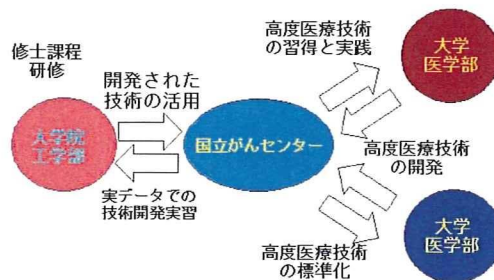 修士課程
研修
大学院
工学部
開発された
技術の活用
実データでの
技術開発実習
国立がんセンター
高度医療技術
の習得と実践
大学
医学部
高度医療技術
の開発
高度医療技術
の標準化
大学
医学部